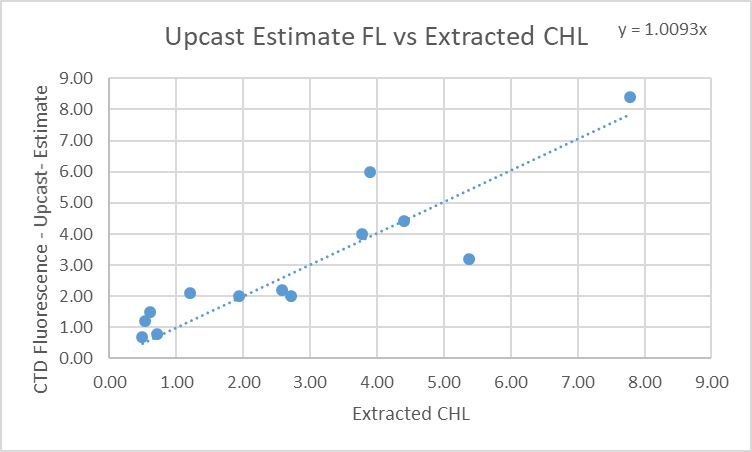 Upcast Estimate FL vs Extracted CHL
y = 1.0093x
CTD Fluorescence - Upcast- Estimate
9.00
8.00
7.00
6.00
5.00
4.00
3.00
2.00
1.00
0.00
0.00 1.00 2.00 3.00 4.00 5.00 6.00 7.00 8.00 9.00
Extracted CHL